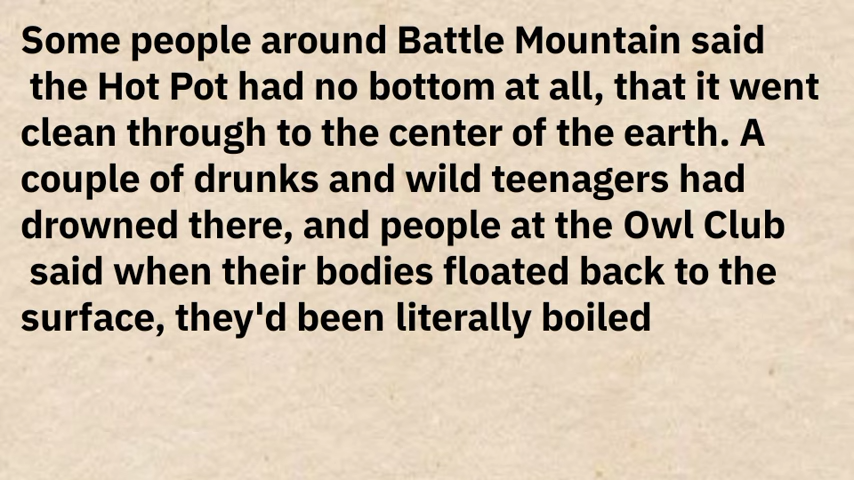 Some people around Battle Mountain said
the Hot Pot had no bottom at all, that it went
clean through to the center of the earth. A
couple of drunks and wild teenagers had
drowned there, and people at the Owl Club
said when their bodies floated back to the
surface, they'd been literally boiled